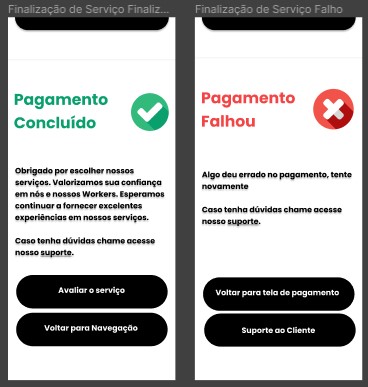 Finalização de Serviço Finaliz...
Pagamento
Concluído
Obrigado por escolher nossos
serviços. Valorizamos sua confiança
em nós e nossos Workers. Esperamos
continuar a fornecer excelentes
experiências em nossos serviços.
Caso tenha dúvidas chame acesse
nosso suporte.
Avaliar o serviço
Voltar para Navegação
Finalização de Serviço Falho
Pagamento
Falhou
Algo deu errado no pagamento, tente
novamente
Caso tenha dúvidas chame acesse
nosso suporte.
Voltar para tela de pagamento
Suporte ao Cliente